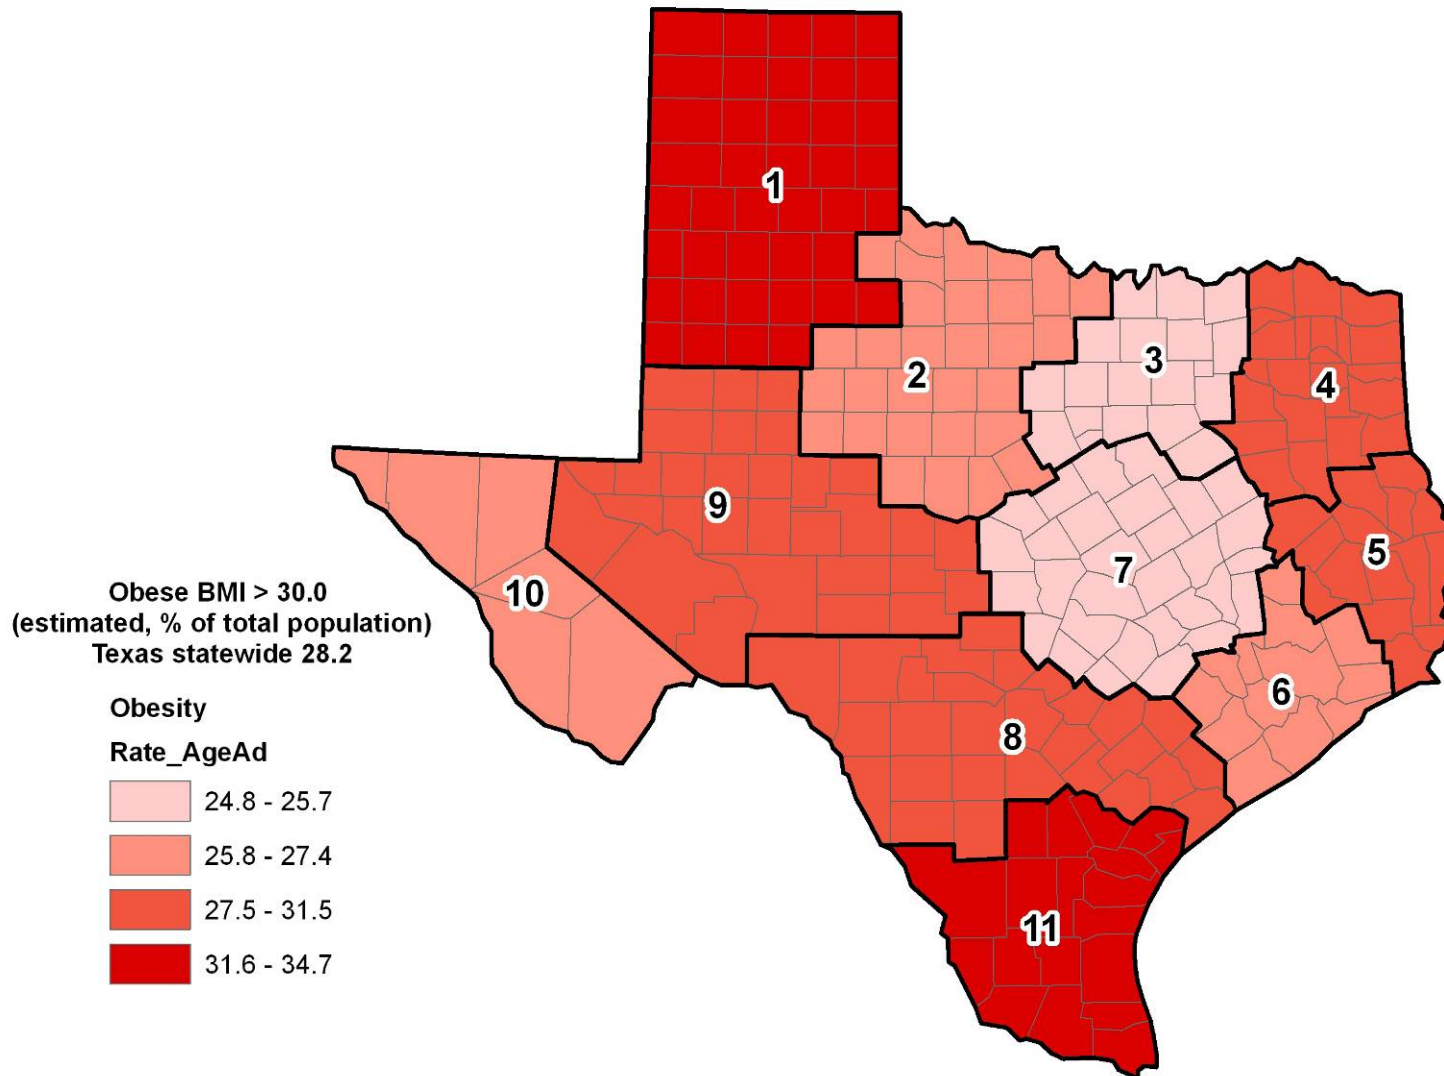 1
2
3
4
9
5
7
10
6
8
11
Obese BMI > 30.0
(estimated, % of total population)
Texas statewide 28.2
Obesity
Rate_AgeAd
24.8 - 25.7
25.8 - 27.4
27.5 - 31.5
31.6 - 34.7